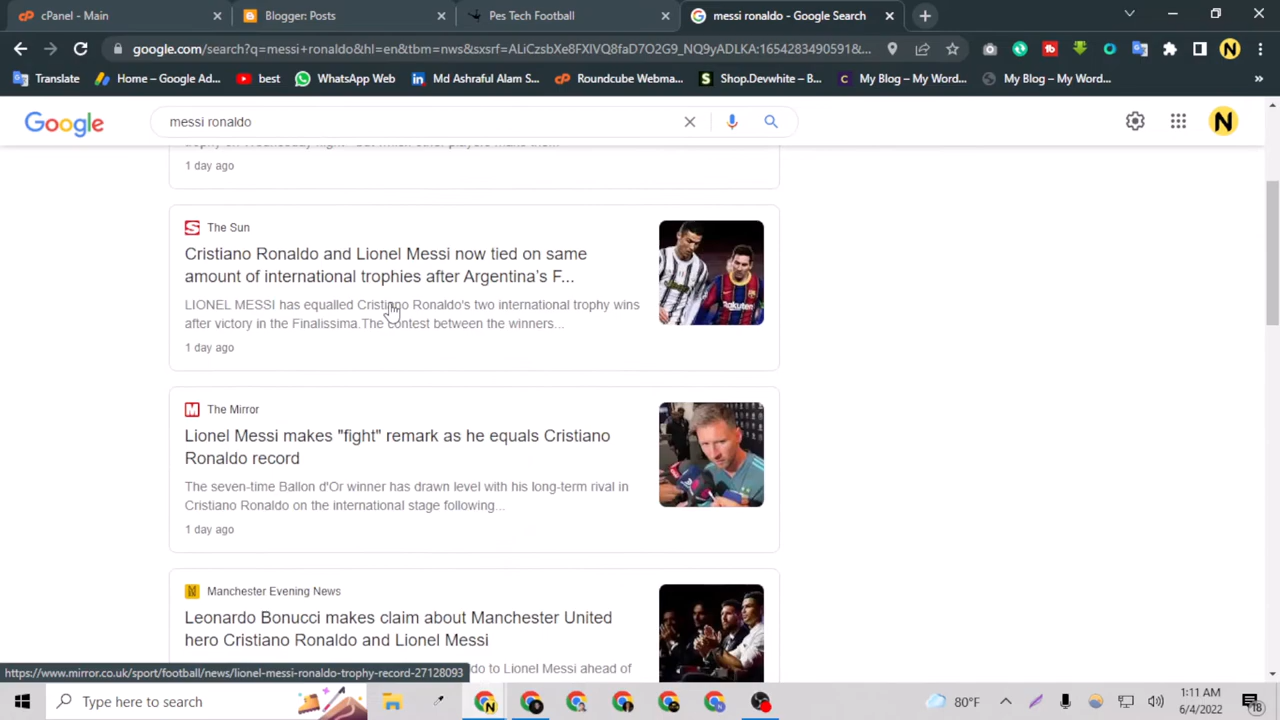 cPanel - Main
Blogger: Posts
Pes Tech Football
messi ronaldo - Google Search
google.com/search?q=messi+ronaldo&hl=en&tbm=nws&sxsrf=ALiCzsbXe8FXIVQ8faD7O2G9_NQ9yADLKA:1654283490591&...
Translate
Home – Google Ad...
best
WhatsApp Web
Md Ashraful Alam S...
Roundcube Webma...
Shop.Devwhite – B...
My Blog – My Word...
My Blog – My Word...
Google
messi ronaldo
1 day ago
The Sun
Cristiano Ronaldo and Lionel Messi now tied on same
amount of international trophies after Argentina's F...
LIONEL MESSI has equalled Cristiano Ronaldo's two international trophy wins
after victory in the Finalissima.The contest between the winners...
1 day ago
The Mirror
Lionel Messi makes "fight" remark as he equals Cristiano
Ronaldo record
The seven-time Ballon d'Or winner has drawn level with his long-term rival in
Cristiano Ronaldo on the international stage following...
1 day ago
Manchester Evening News
Leonardo Bonucci makes claim about Manchester United
hero Cristiano Ronaldo and Lionel Messi
do to Lionel Messi ahead of
https://www.mirror.co.uk/sport/football/news/lionel-messi-ronaldo-trophy-record-27128093
Type here to search
80°F
1:11 AM
6/4/2022
18